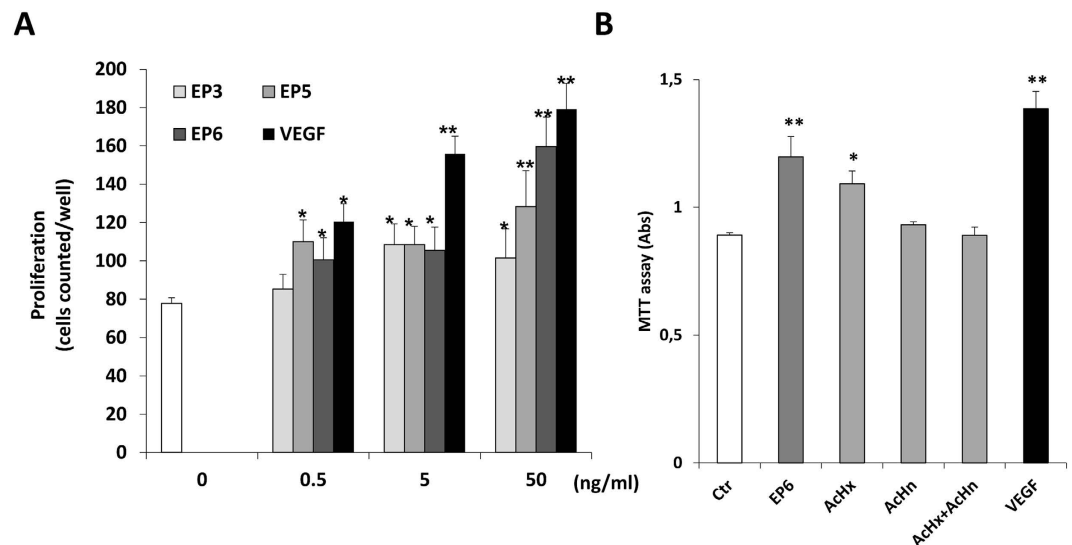 A
B
200
180
160
140
120
100
80
60
40
20
0
Proliferation
(cells counted/well)
EP3 EP5
EP6 VEGF
* * *
* * * **
* ** ** **
0 0.5 5 50 (ng/ml)
1,5
1
0,5
0
MTT assay (Abs)
** * **
Ctr EP6 AcHx AcHn AcHx+AcHn VEGF